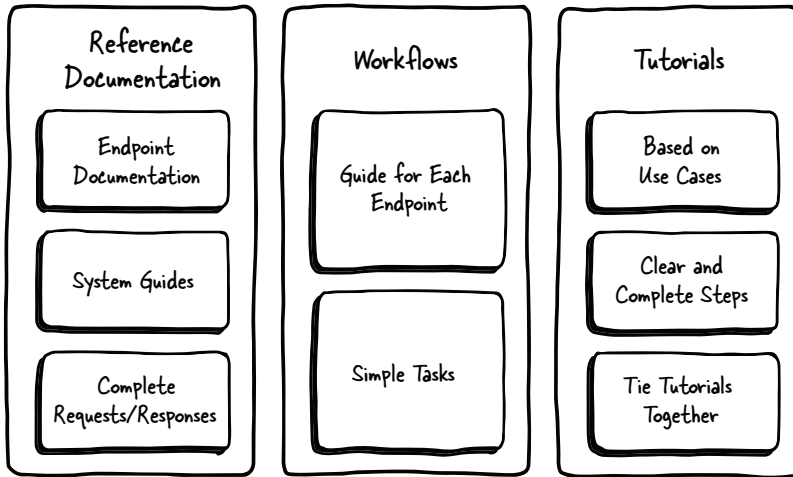 Reference
Documentation
Endpoint
Documentation
System Guides
Complete
Requests/Responses
Workflows
Guide for Each
Endpoint
Simple Tasks
Tutorials
Based on
Use Cases
Clear and
Complete Steps
Tie Tutorials
Together